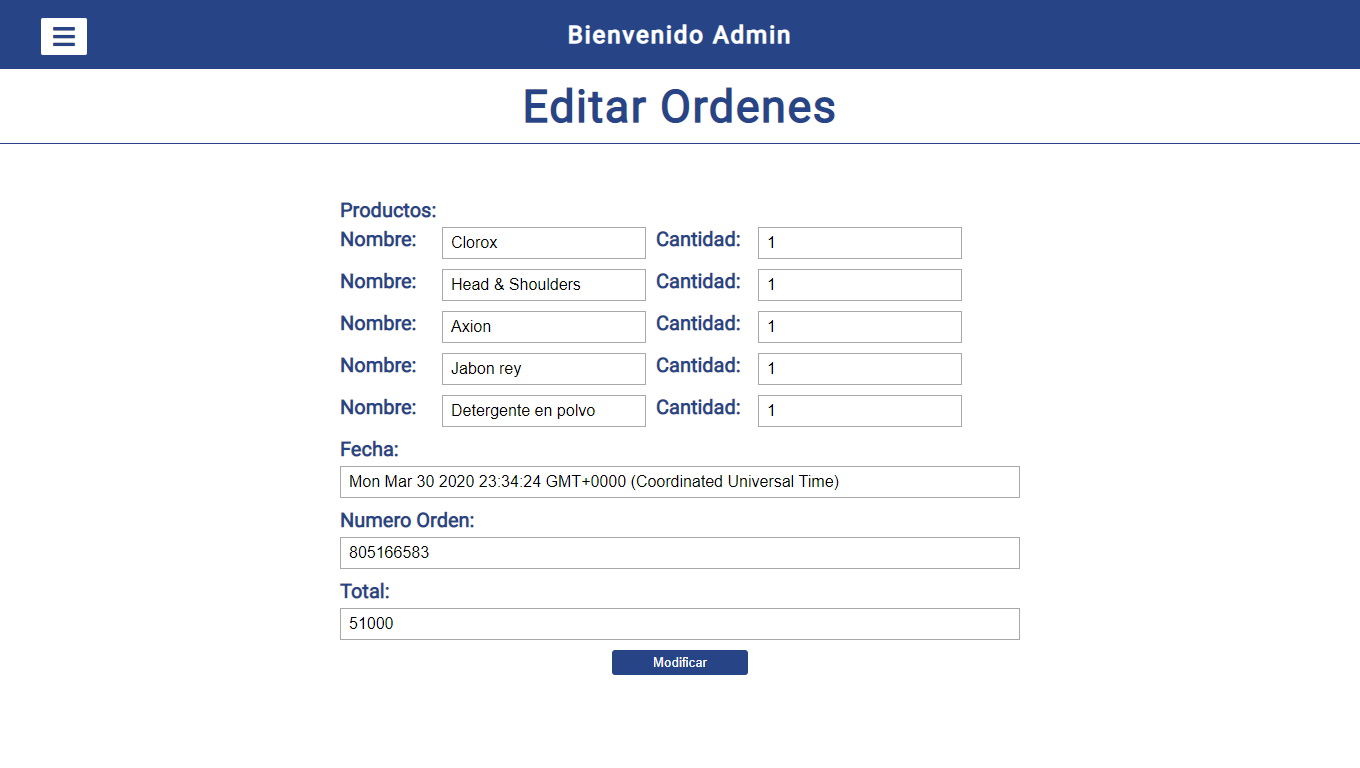 Bienvenido Admin
Editar Ordenes
Productos:
Nombre: Clorox Cantidad: 1
Nombre: Head & Shoulders Cantidad: 1
Nombre: Axion Cantidad: 1
Nombre: Jabon rey Cantidad: 1
Nombre: Detergente en polvo Cantidad: 1
Fecha:
Mon Mar 30 2020 23:34:24 GMT+0000 (Coordinated Universal Time)
Numero Orden:
805166583
Total:
51000
Modificar